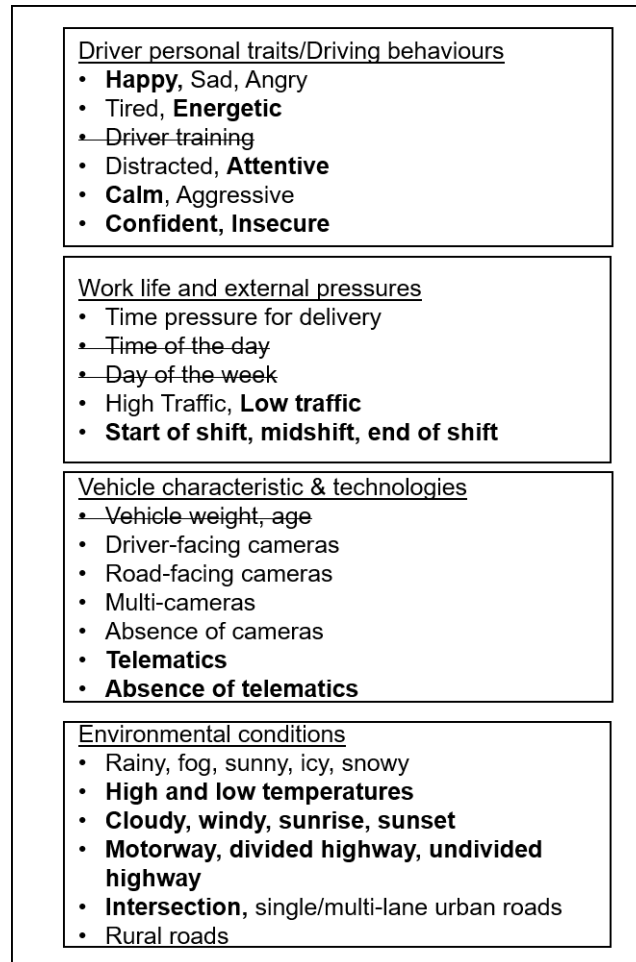 Driver personal traits/Driving behaviours
• Happy, Sad, Angry
• Tired, Energetic
• Driver training
• Distracted, Attentive
• Calm, Aggressive
• Confident, Insecure
Work life and external pressures
• Time pressure for delivery
• Time of the day
• Day of the week
• High Traffic, Low traffic
• Start of shift, midshift, end of shift
Vehicle characteristic & technologies
• Vehicle weight, age
• Driver-facing cameras
• Road-facing cameras
• Multi-cameras
• Absence of cameras
• Telematics
• Absence of telematics
Environmental conditions
• Rainy, fog, sunny, icy, snowy
• High and low temperatures
• Cloudy, windy, sunrise, sunset
• Motorway, divided highway, undivided
highway
• Intersection, single/multi-lane urban roads
• Rural roads